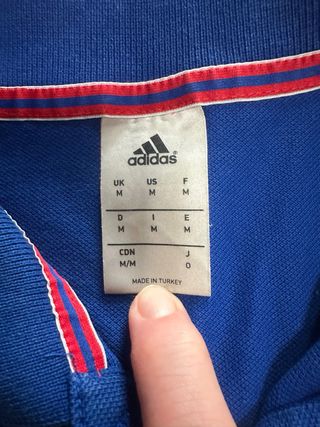 adidas
UK US F
M M M
D I E
M M M
CDN J
M/M O
MADE IN TURKEY